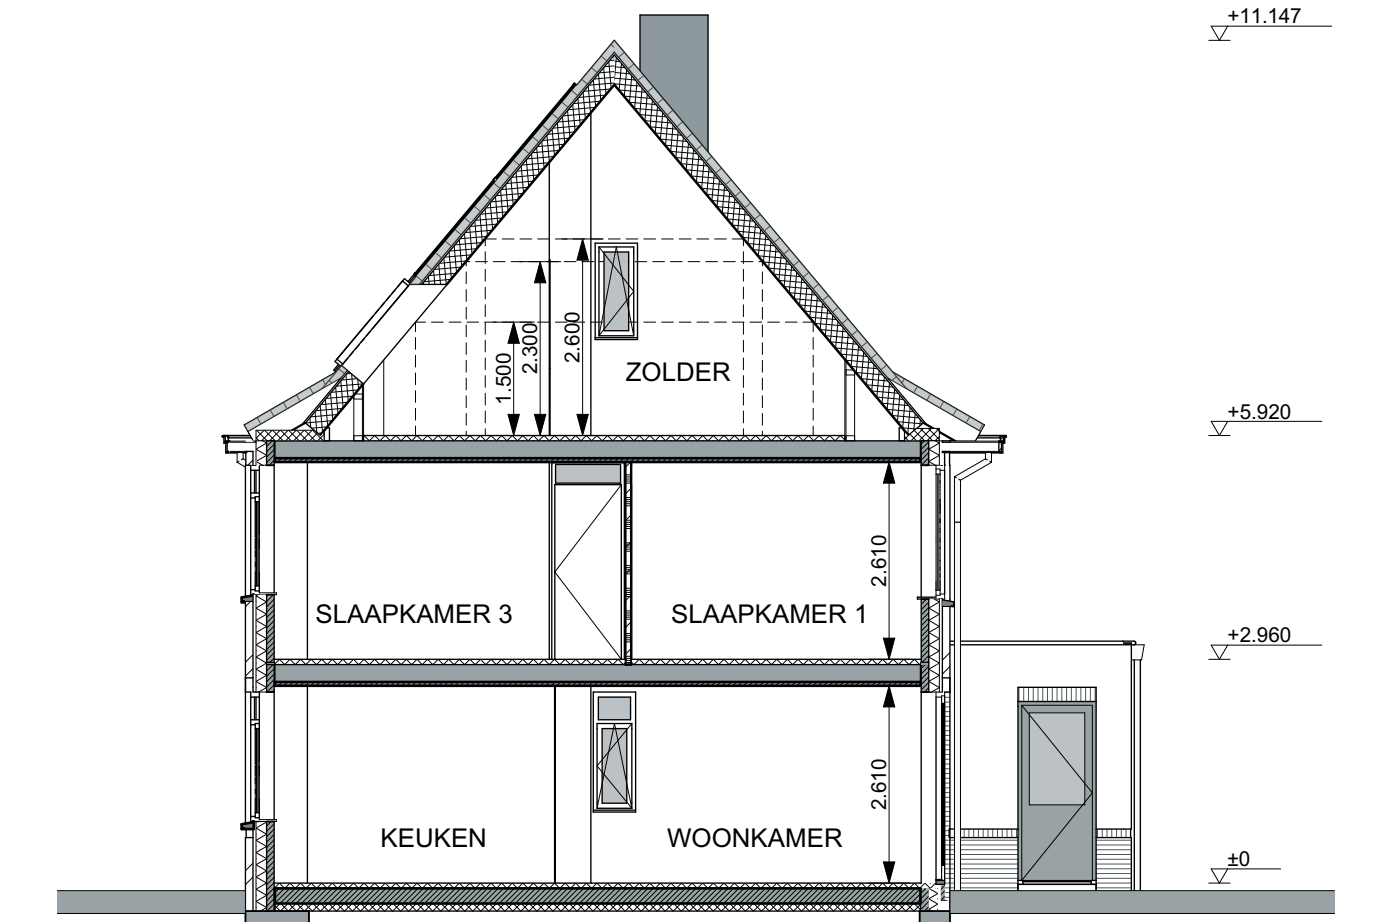 +11.147
1.500
2.300
2.600
ZOLDER
+5.920
2.610
SLAAPKAMER 3
SLAAPKAMER 1
+2.960
2.610
KEUKEN
WOONKAMER
±0